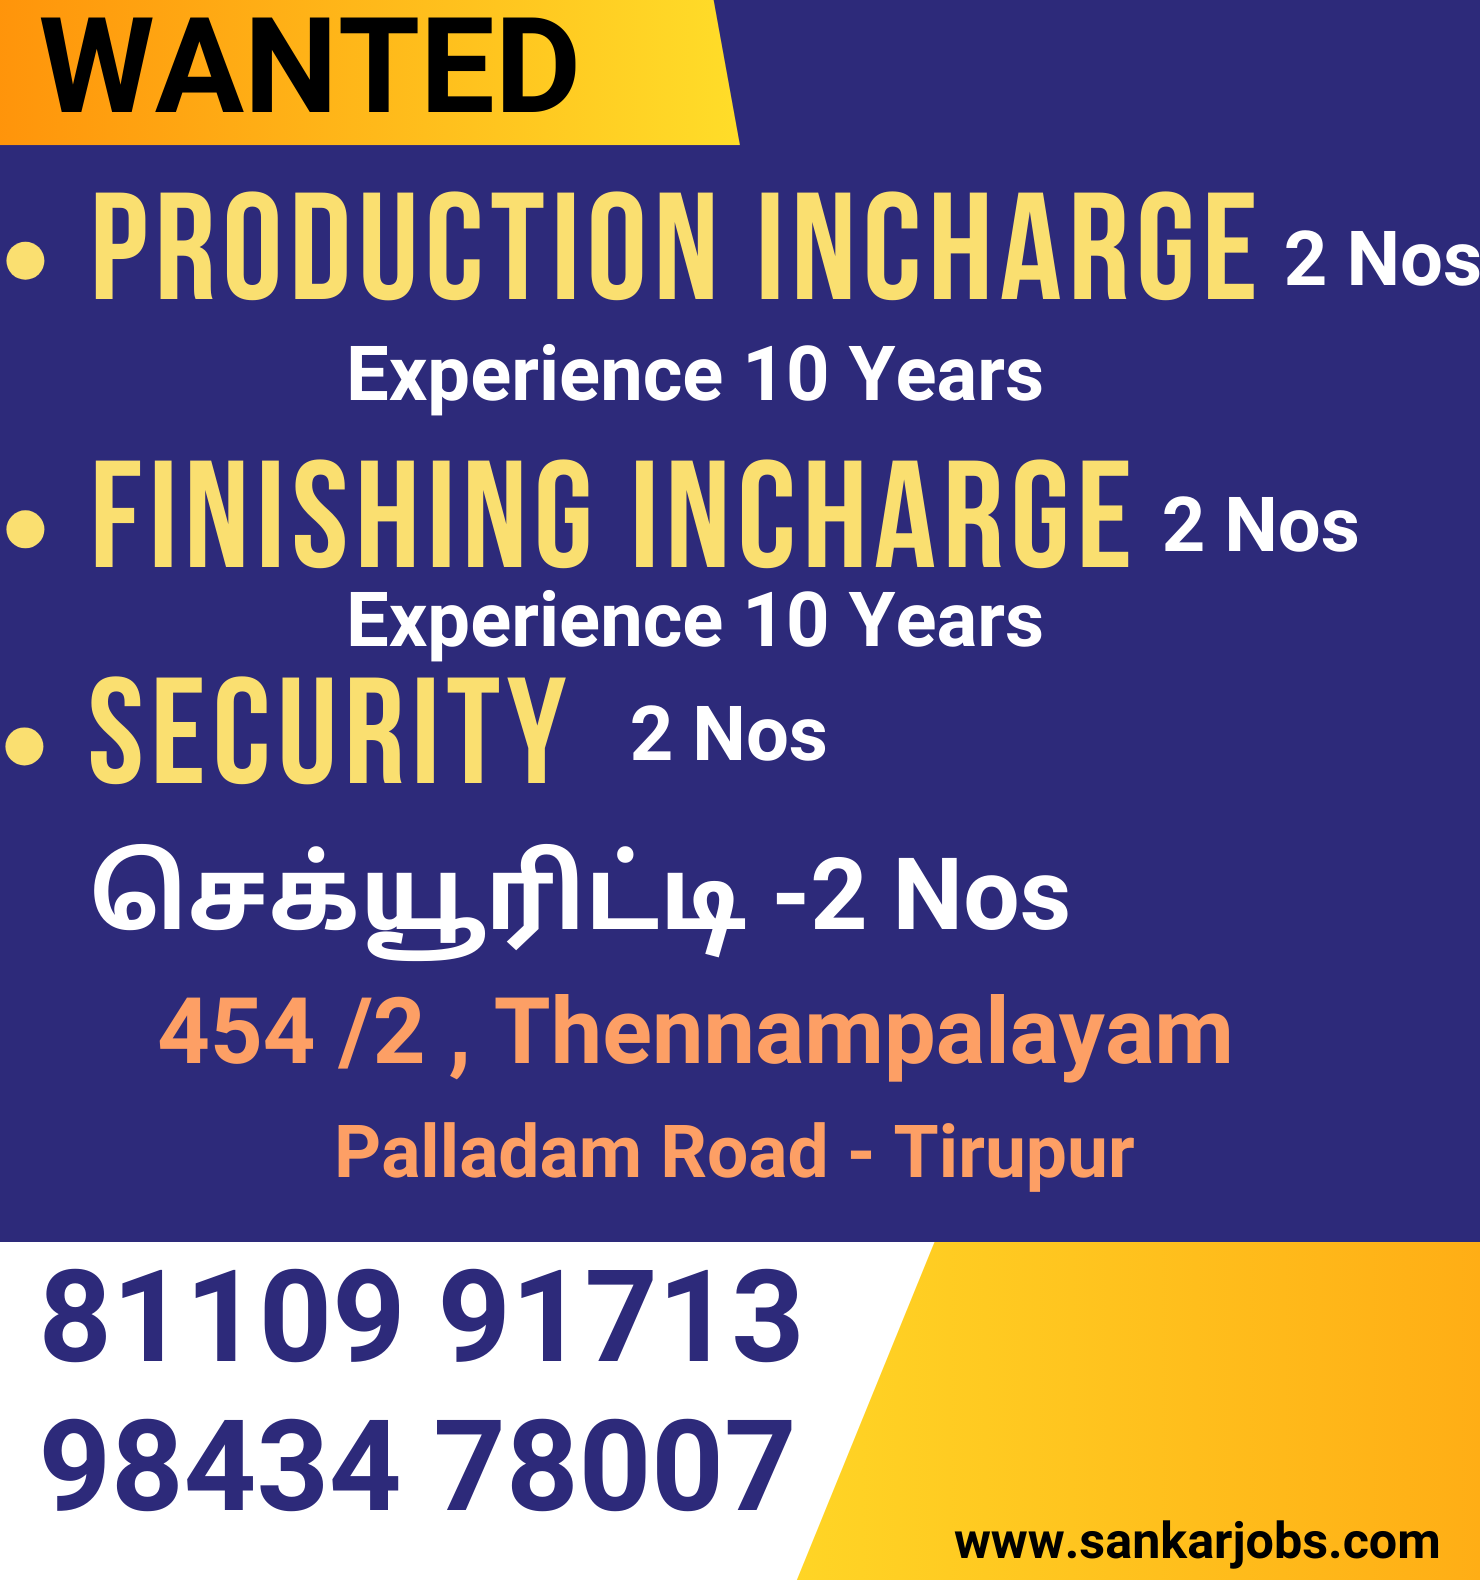 WANTED
• PRODUCTION INCHARGE 2 Nos
Experience 10 Years
• FINISHING INCHARGE 2 Nos
Experience 10 Years
• SECURITY 2 Nos
செக்யூரிட்டி -2 Nos
454 /2 , Thennampalayam
Palladam Road - Tirupur
81109 91713
98434 78007
www.sankarjobs.com